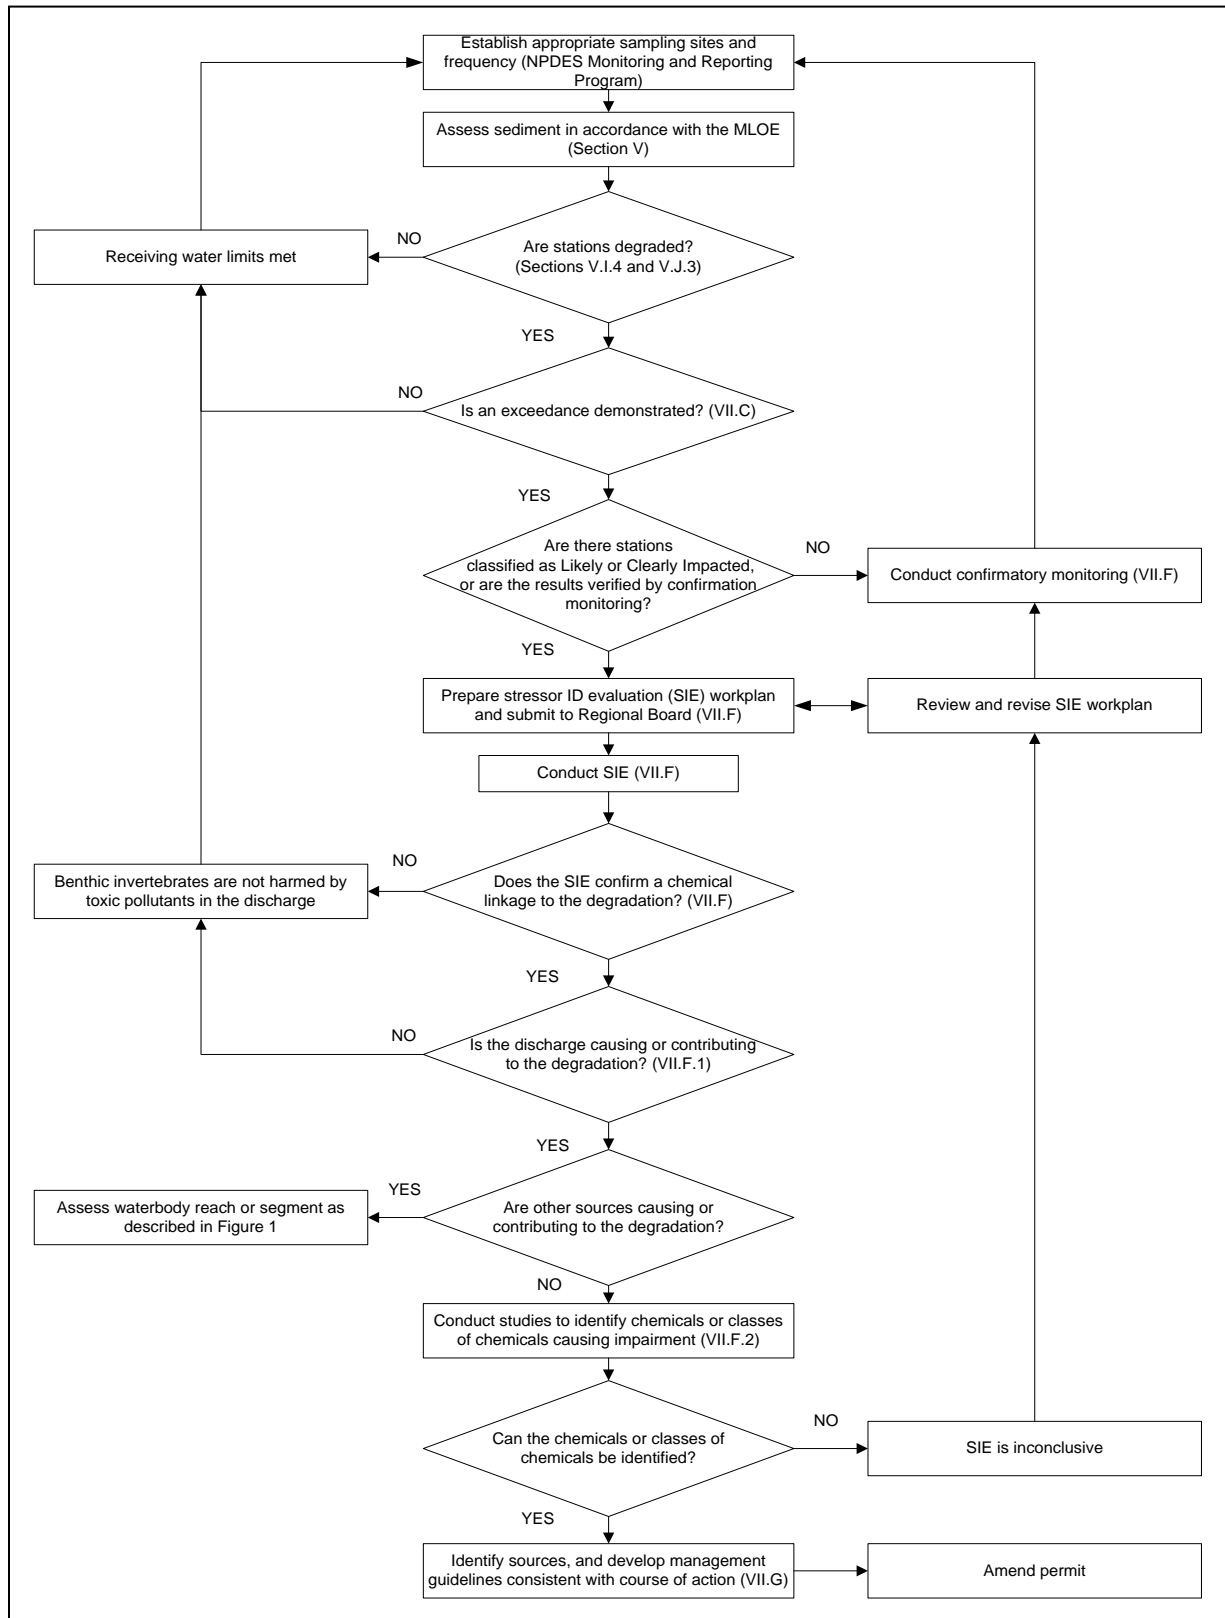 Establish appropriate sampling sites and
frequency (NPDES Monitoring and Reporting
Program)
Assess sediment in accordance with the MLOE
(Section V)
Are stations degraded?
(Sections V.I.4 and V.J.3)
NO
Receiving water limits met
YES
Is an exceedance demonstrated? (VII.C)
NO
YES
Are there stations
classified as Likely or Clearly Impacted,
or are the results verified by confirmation
monitoring?
NO
Conduct confirmatory monitoring (VII.F)
YES
Prepare stressor ID evaluation (SIE) workplan
and submit to Regional Board (VII.F)
Review and revise SIE workplan
Conduct SIE (VII.F)
Does the SIE confirm a chemical
linkage to the degradation? (VII.F)
NO
Benthic invertebrates are not harmed by
toxic pollutants in the discharge
YES
Is the discharge causing or contributing
to the degradation? (VII.F.1)
NO
YES
Are other sources causing or
contributing to the degradation?
YES
Assess waterbody reach or segment as
described in Figure 1
NO
Conduct studies to identify chemicals or classes
of chemicals causing impairment (VII.F.2)
Can the chemicals or classes of
chemicals be identified?
NO
SIE is inconclusive
YES
Identify sources, and develop management
guidelines consistent with course of action (VII.G)
Amend permit